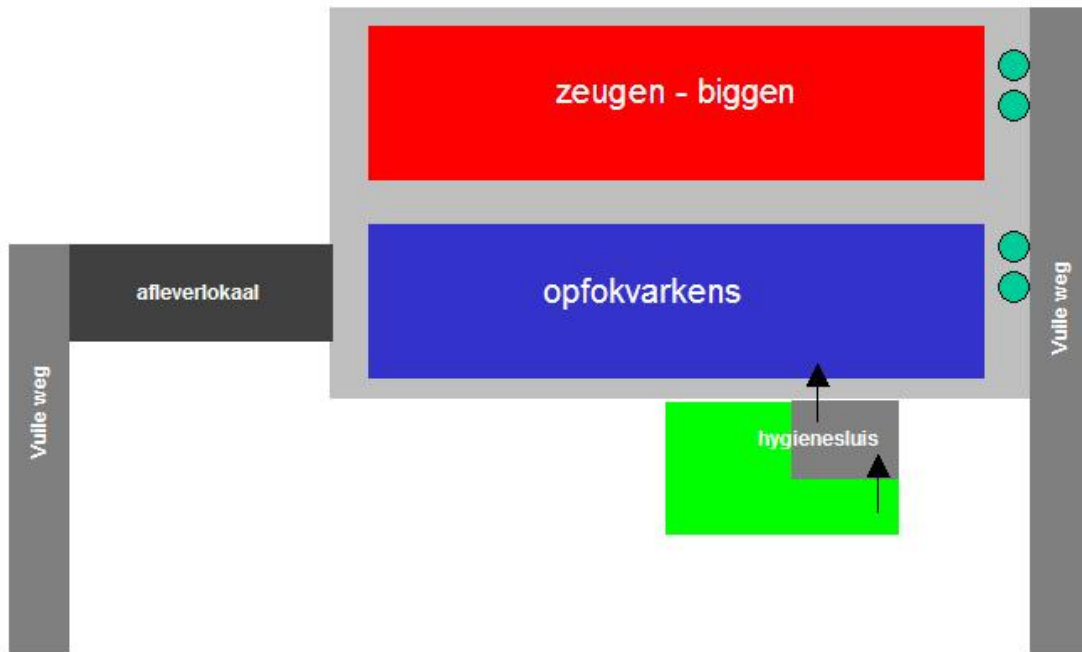 zeugen - biggen
opfokvarkens
afleverlokaal
Vuile weg
Vuile weg
hygienesluis